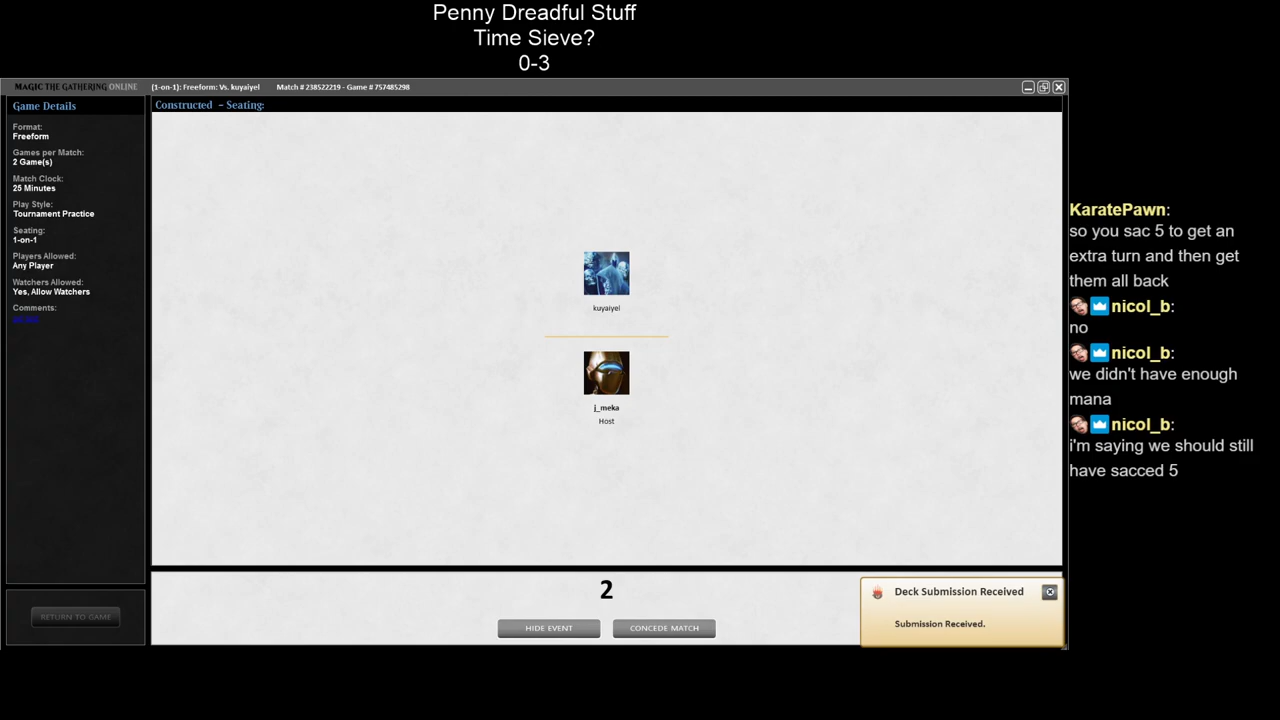 Penny Dreadful Stuff
Time Sieve?
0-3
MAGIC THE GATHERING ONLINE
(1-on-1): Freeform: Vs. kuyaiyel Match # 238522219 - Game # 757485298
Game Details
Constructed - Seating:
Format:
Freeform
Games per Match:
2 Game(s)
Match Clock:
25 Minutes
Play Style:
Tournament Practice
Seating:
1-on-1
Players Allowed:
Any Player
Watchers Allowed:
Yes, Allow Watchers
Comments:
kuyaiyel
j_meka
Host
2
HIDE EVENT
CONCEDE MATCH
RETURN TO GAME
Deck Submission Received
Submission Received.
KaratePawn:
so you sac 5 to get an
extra turn and then get
them all back
nicol_b:
no
nicol_b:
we didn't have enough
mana
nicol_b:
i'm saying we should still
have sacced 5